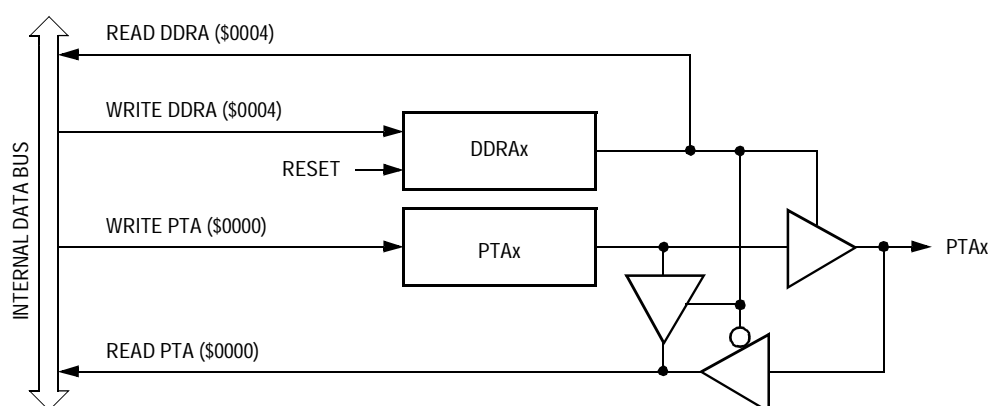 READ DDRA ($0004)
WRITE DDRA ($0004)
DDRAx
RESET
INTERNAL DATA BUS
WRITE PTA ($0000)
PTAx
PTAx
READ PTA ($0000)